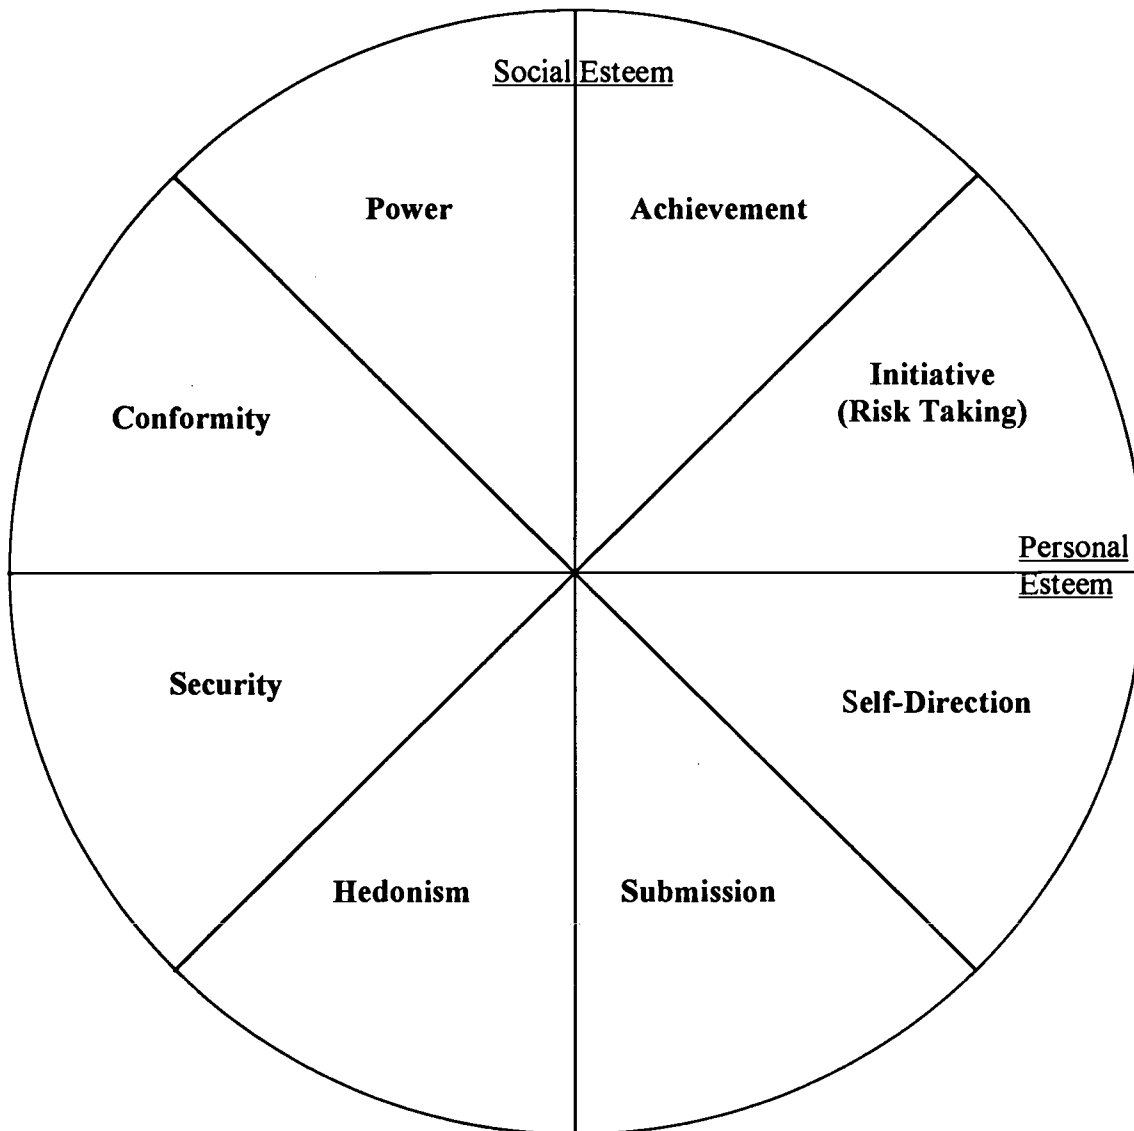 Social Esteem
Power
Achievement
Initiative
(Risk Taking)
Conformity
Personal
Esteem
Security
Self-Direction
Hedonism
Submission